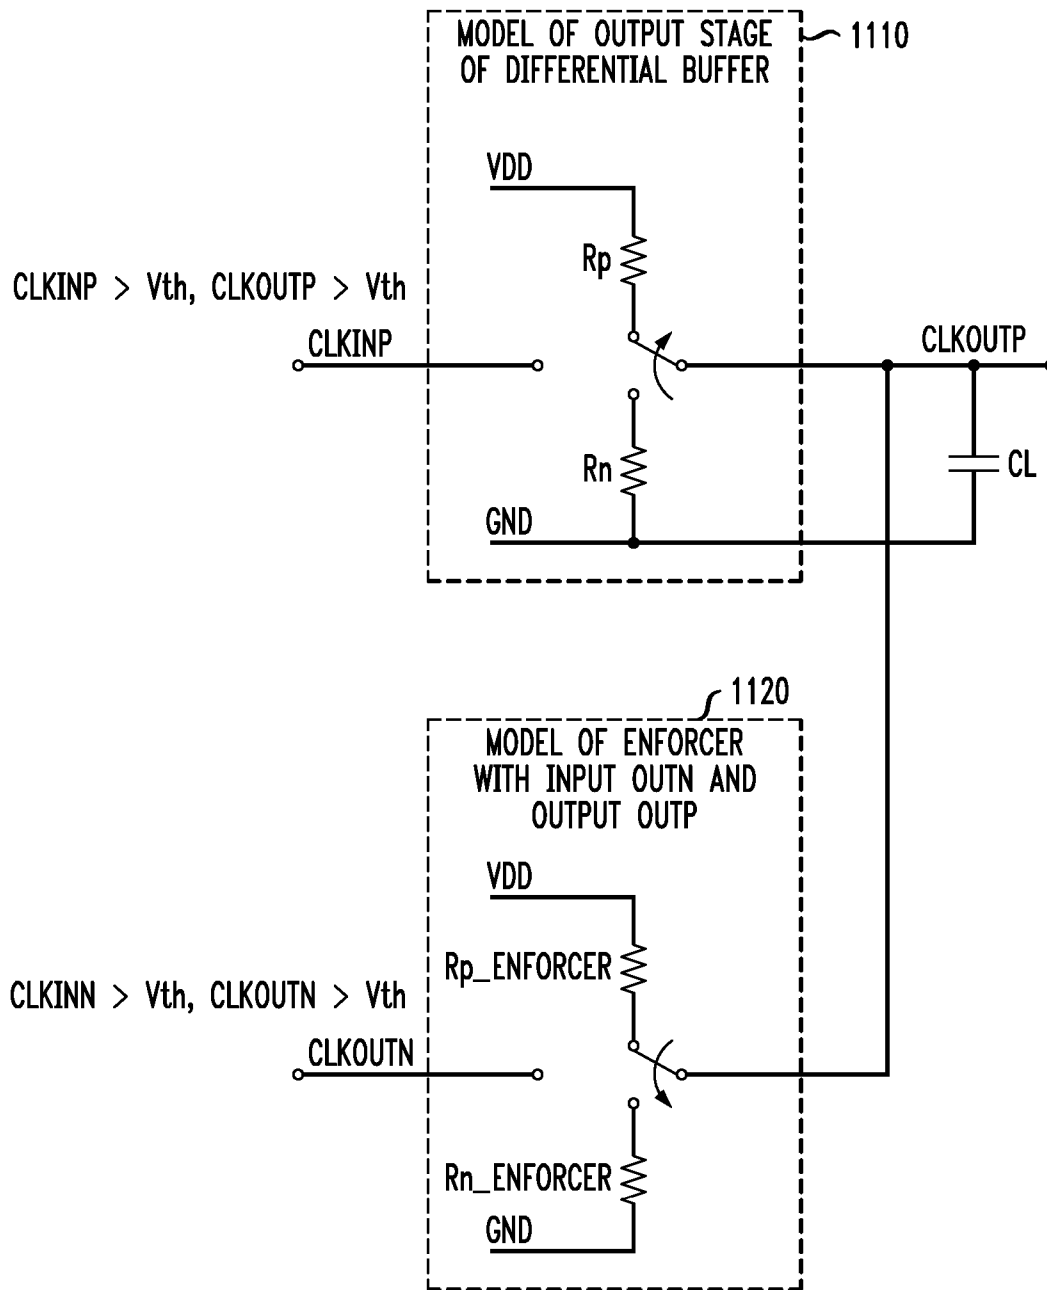 MODEL OF OUTPUT STAGE
OF DIFFERENTIAL BUFFER
1110
VDD
Rp
CLKINP > Vth, CLKOUTP > Vth
CLKINP
CLKOUTP
Rn
CL
GND
1120
MODEL OF ENFORCER
WITH INPUT OUTN AND
OUTPUT OUTP
VDD
Rp_ENFORCER
CLKINN > Vth, CLKOUTN > Vth
CLKOUTN
Rn_ENFORCER
GND